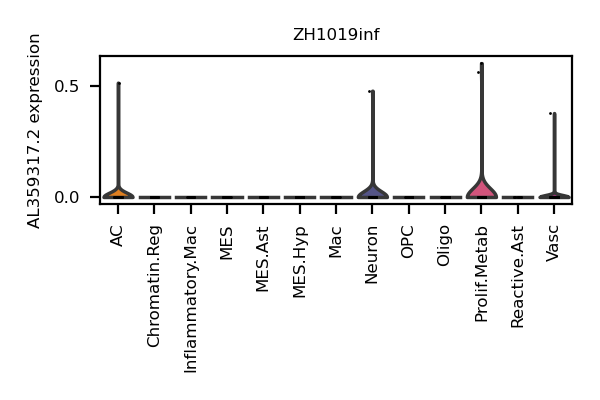 ZH1019inf
AL359317.2 expression
0.5
0.0
AC
Chromatin.Reg
Inflammatory.Mac
MES
MES.Ast
MES.Hyp
Mac
Neuron
OPC
Oligo
Prolif.Metab
Reactive.Ast
Vasc